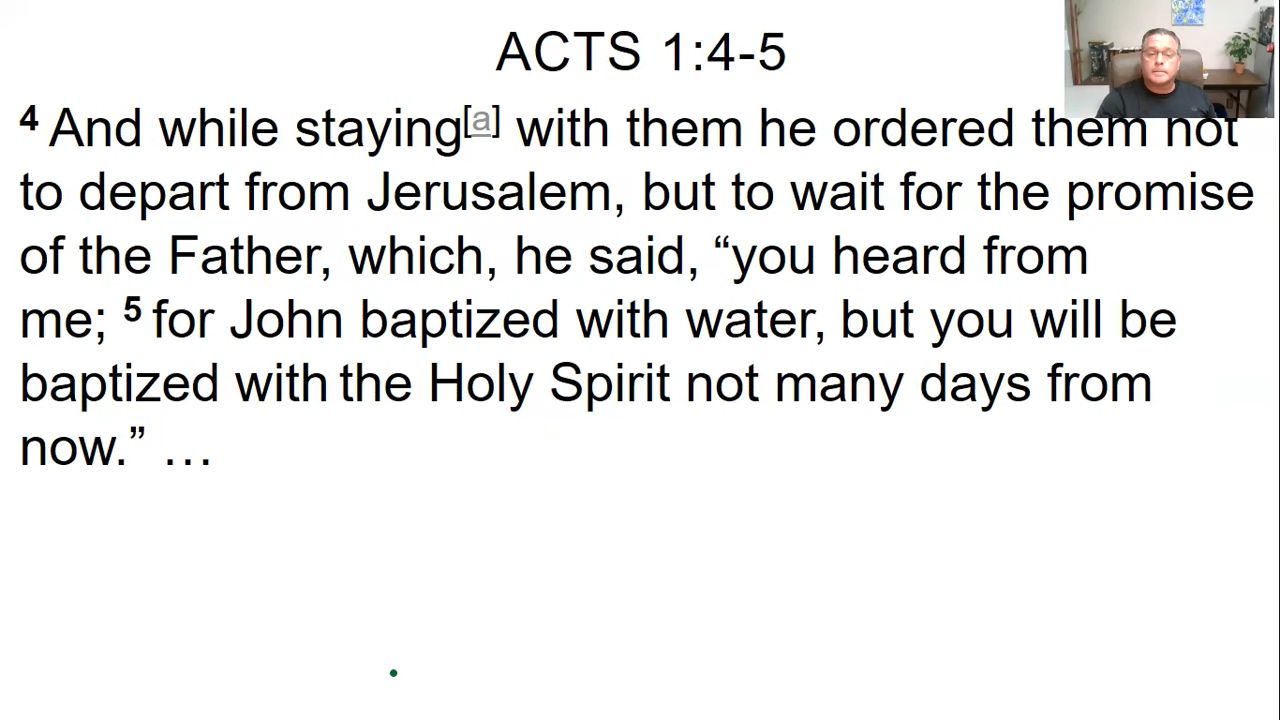 ACTS 1:4-5
4 And while staying[a] with them he ordered them not
to depart from Jerusalem, but to wait for the promise
of the Father, which, he said, “you heard from
me; 5 for John baptized with water, but you will be
baptized with the Holy Spirit not many days from
now.” …